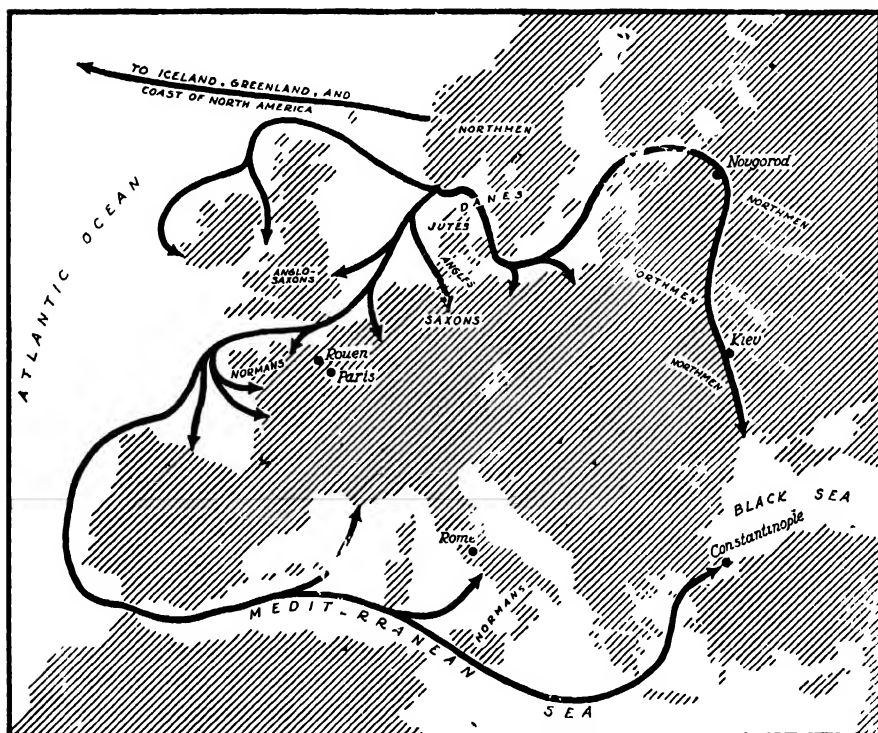 TO ICELAND, GREENLAND, AND
COAST OF NORTH AMERICA
NORTHMEN
Novgorod
DANES
NORTHMEN
JUTES
ATLANTIC OCEAN
ANGLO-
SAXONS
ANGLES
ORTHMEN
SAXONS
Kiev
Rouen
NORMANS
Paris
NORTHMEN
BLACK SEA
Constantinople
Rome
NORMANS
MEDIT-RRANEAN
SEA